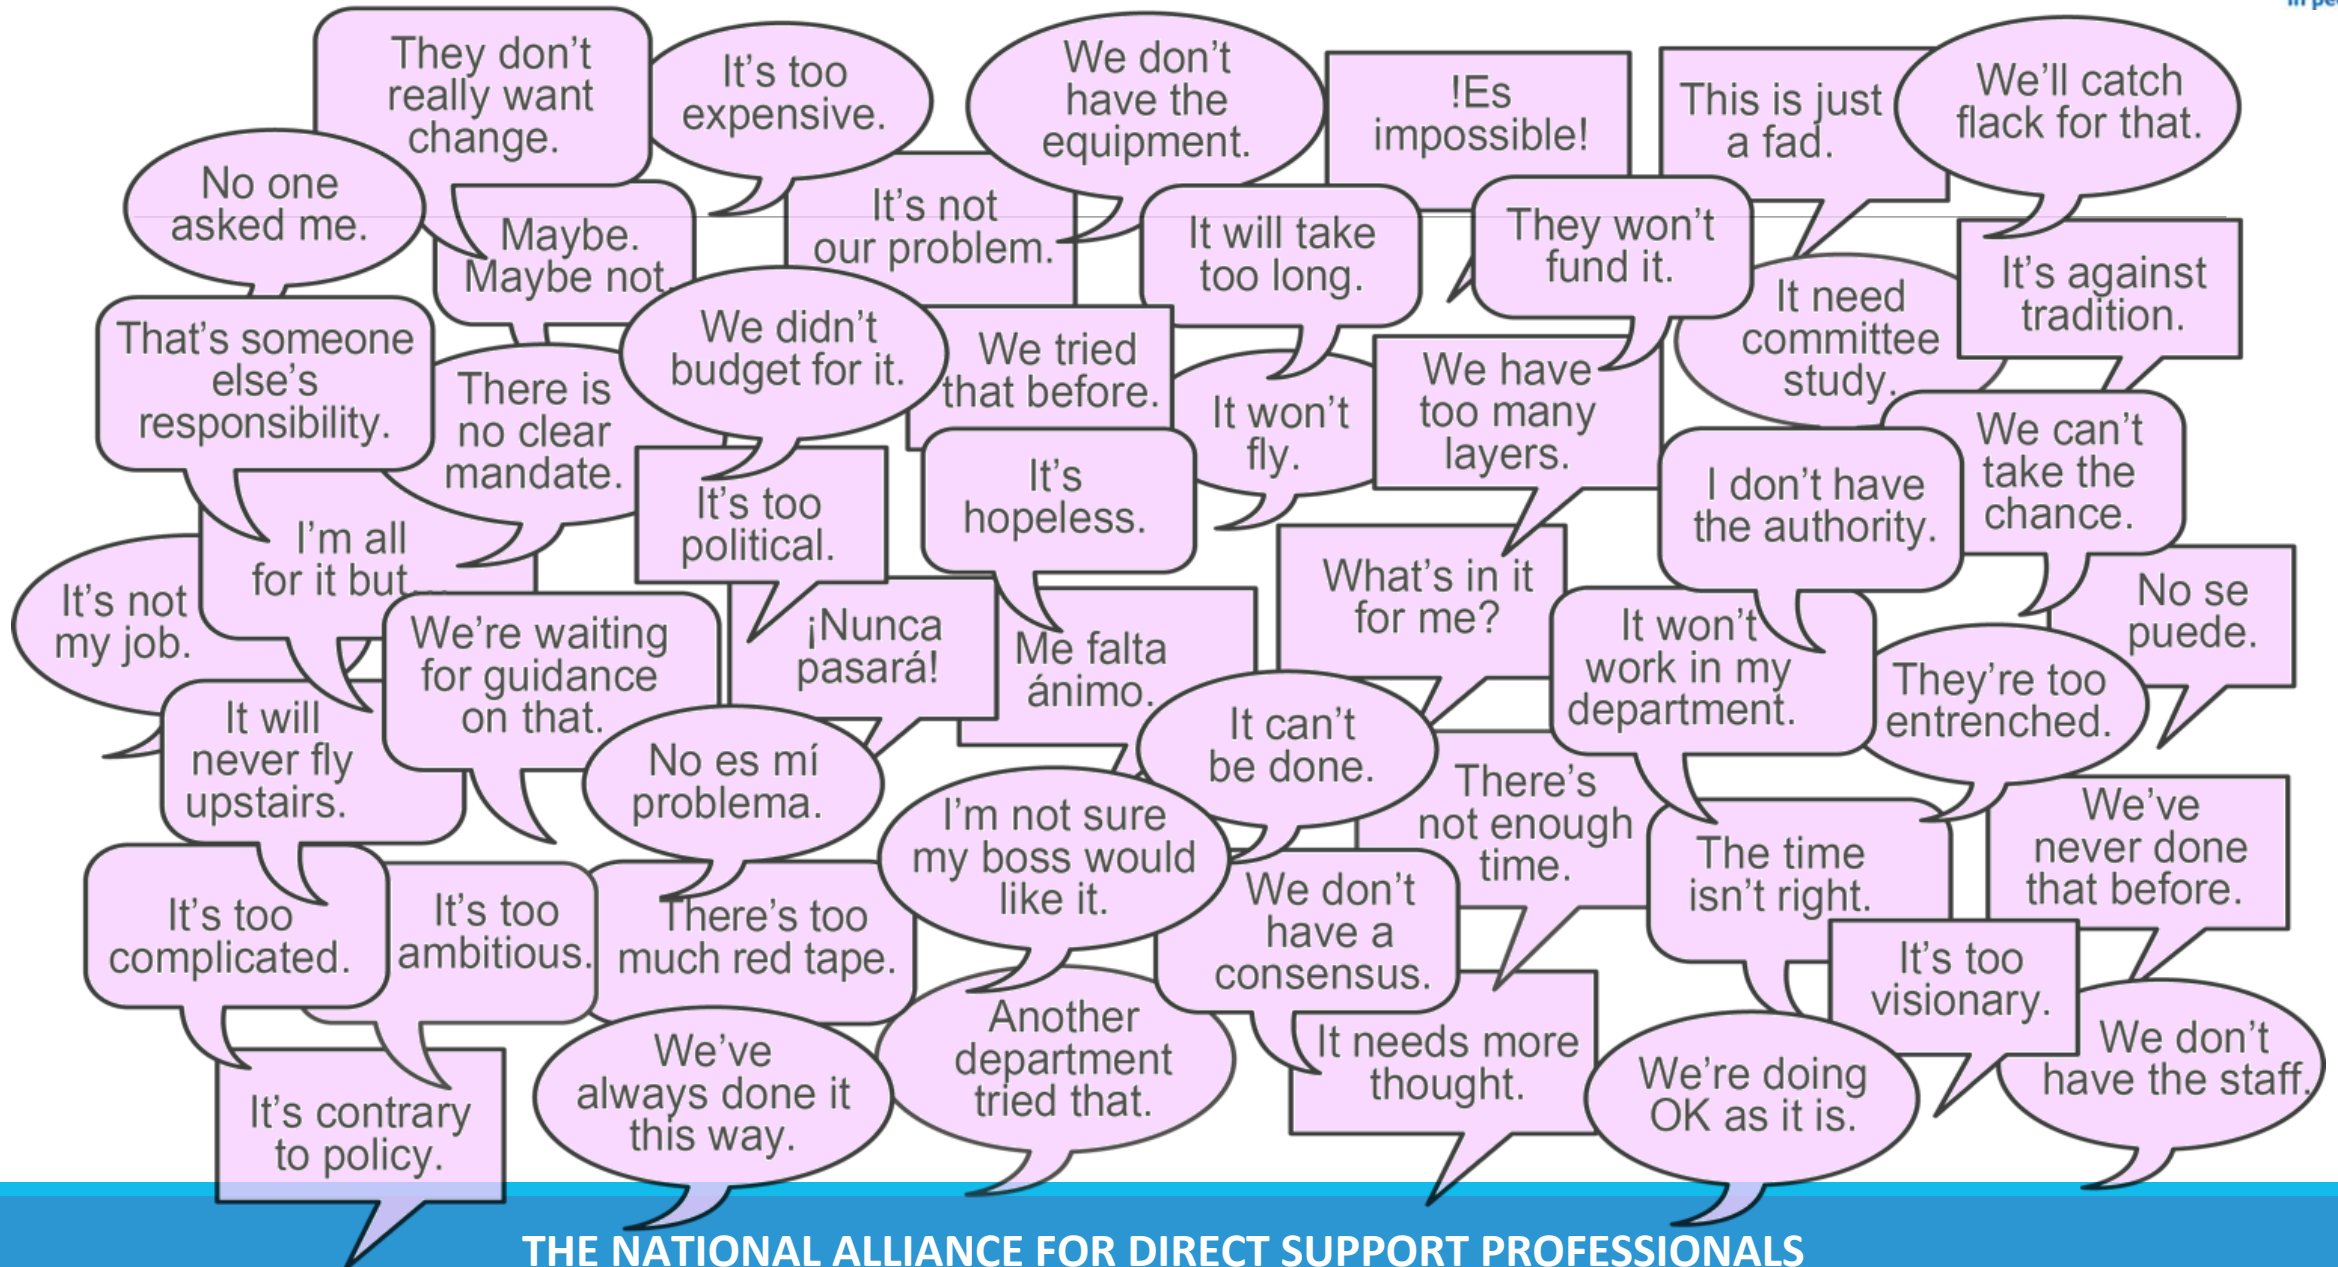 They don't
really want
change.
It's too
expensive.
We don't
have the
equipment.
!Es
impossible!
This is just
a fad.
We'll catch
flack for that.
No one
asked me.
Maybe.
Maybe not.
It's not
our problem.
It will take
too long.
They won't
fund it.
It need
committee
study.
It's against
tradition.
That's someone
else's
responsibility.
There is
no clear
mandate.
We didn't
budget for it.
We tried
that before.
It won't
fly.
We have
too many
layers.
I don't have
the authority.
We can't
take the
chance.
I'm all
for it but...
It's too
political.
It's
hopeless.
What's in it
for me?
No se
puede.
It's not
my job.
We're waiting
for guidance
on that.
¡Nunca
pasará!
Me falta
ánimo.
It won't
work in my
department.
They're too
entrenched.
It will
never fly
upstairs.
No es mí
problema.
It can't
be done.
There's
not enough
time.
The time
isn't right.
We've
never done
that before.
I'm not sure
my boss would
like it.
It's too
complicated.
It's too
ambitious.
There's too
much red tape.
We don't
have a
consensus.
It's too
visionary.
Another
department
tried that.
It needs more
thought.
We're doing
OK as it is.
We don't
have the staff.
It's contrary
to policy.
We've
always done it
this way.
THE NATIONAL ALLIANCE FOR DIRECT SUPPORT PROFESSIONALS